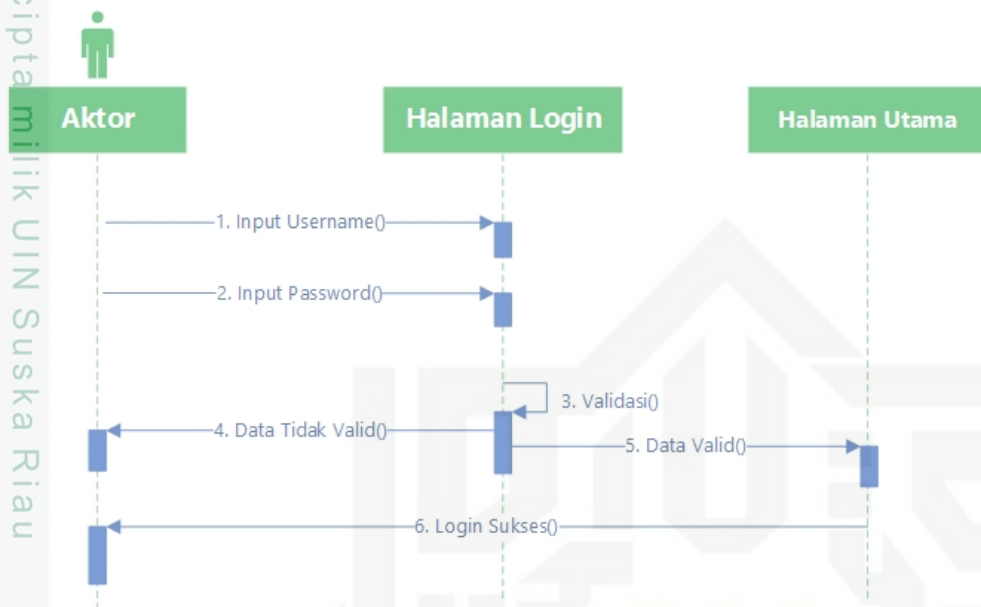 cipta milik UIN Suska Riau
Aktor
Halaman Login
Halaman Utama
1. Input Username()
2. Input Password()
3. Validasi()
4. Data Tidak Valid()
5. Data Valid()
6. Login Sukses()